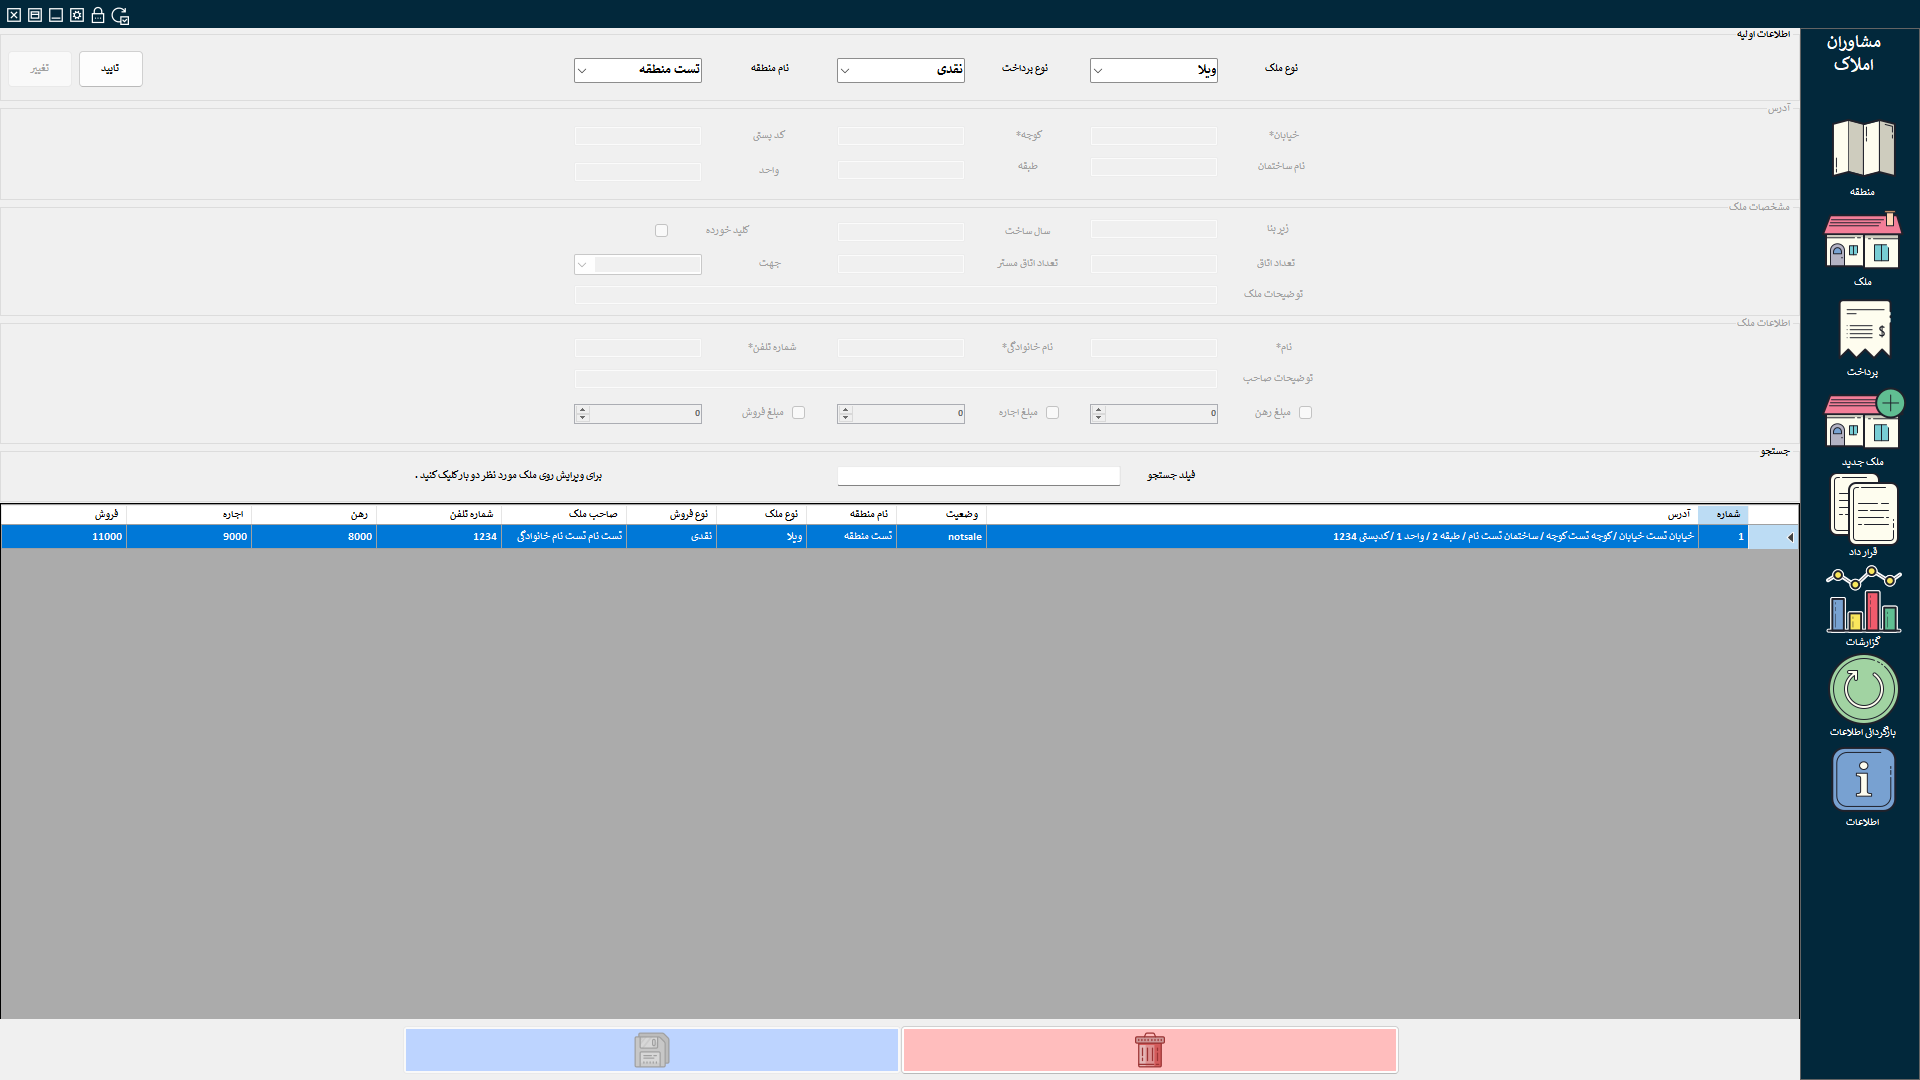 مشاوران
املاک
منطقه
ملک
پرداخت
ملک جدید
قرار داد
گزارشات
بازگردانی اطلاعات
اطلاعات
اطلاعات اولیه
نوع ملک ویلا نوع پرداخت نقدی نام منطقه تست منطقه تایید تغییر
آدرس
خیابان* کوچه* کد پستی
نام ساختمان طبقه واحد
مشخصات ملک
زیر بنا سال ساخت کلید خورده
تعداد اتاق تعداد اتاق مستر جهت
توضیحات ملک
اطلاعات ملک
نام* نام خانوادگی* شماره تلفن*
توضیحات صاحب
مبلغ رهن 0 مبلغ اجاره 0 مبلغ فروش 0
جستجو
فیلد جستجو برای ویرایش روی ملک مورد نظر دو بار کلیک کنید .
شماره آدرس وضعیت نام منطقه نوع ملک نوع فروش صاحب ملک شماره تلفن رهن اجاره فروش
1 خیابان تست خیابان / کوچه تست کوچه / ساختمان تست نام / طبقه 2 / واحد 1 / کدپستی 1234 notsale تست منطقه ویلا نقدی تست نام تست نام خانوادگی 1234 8000 9000 11000